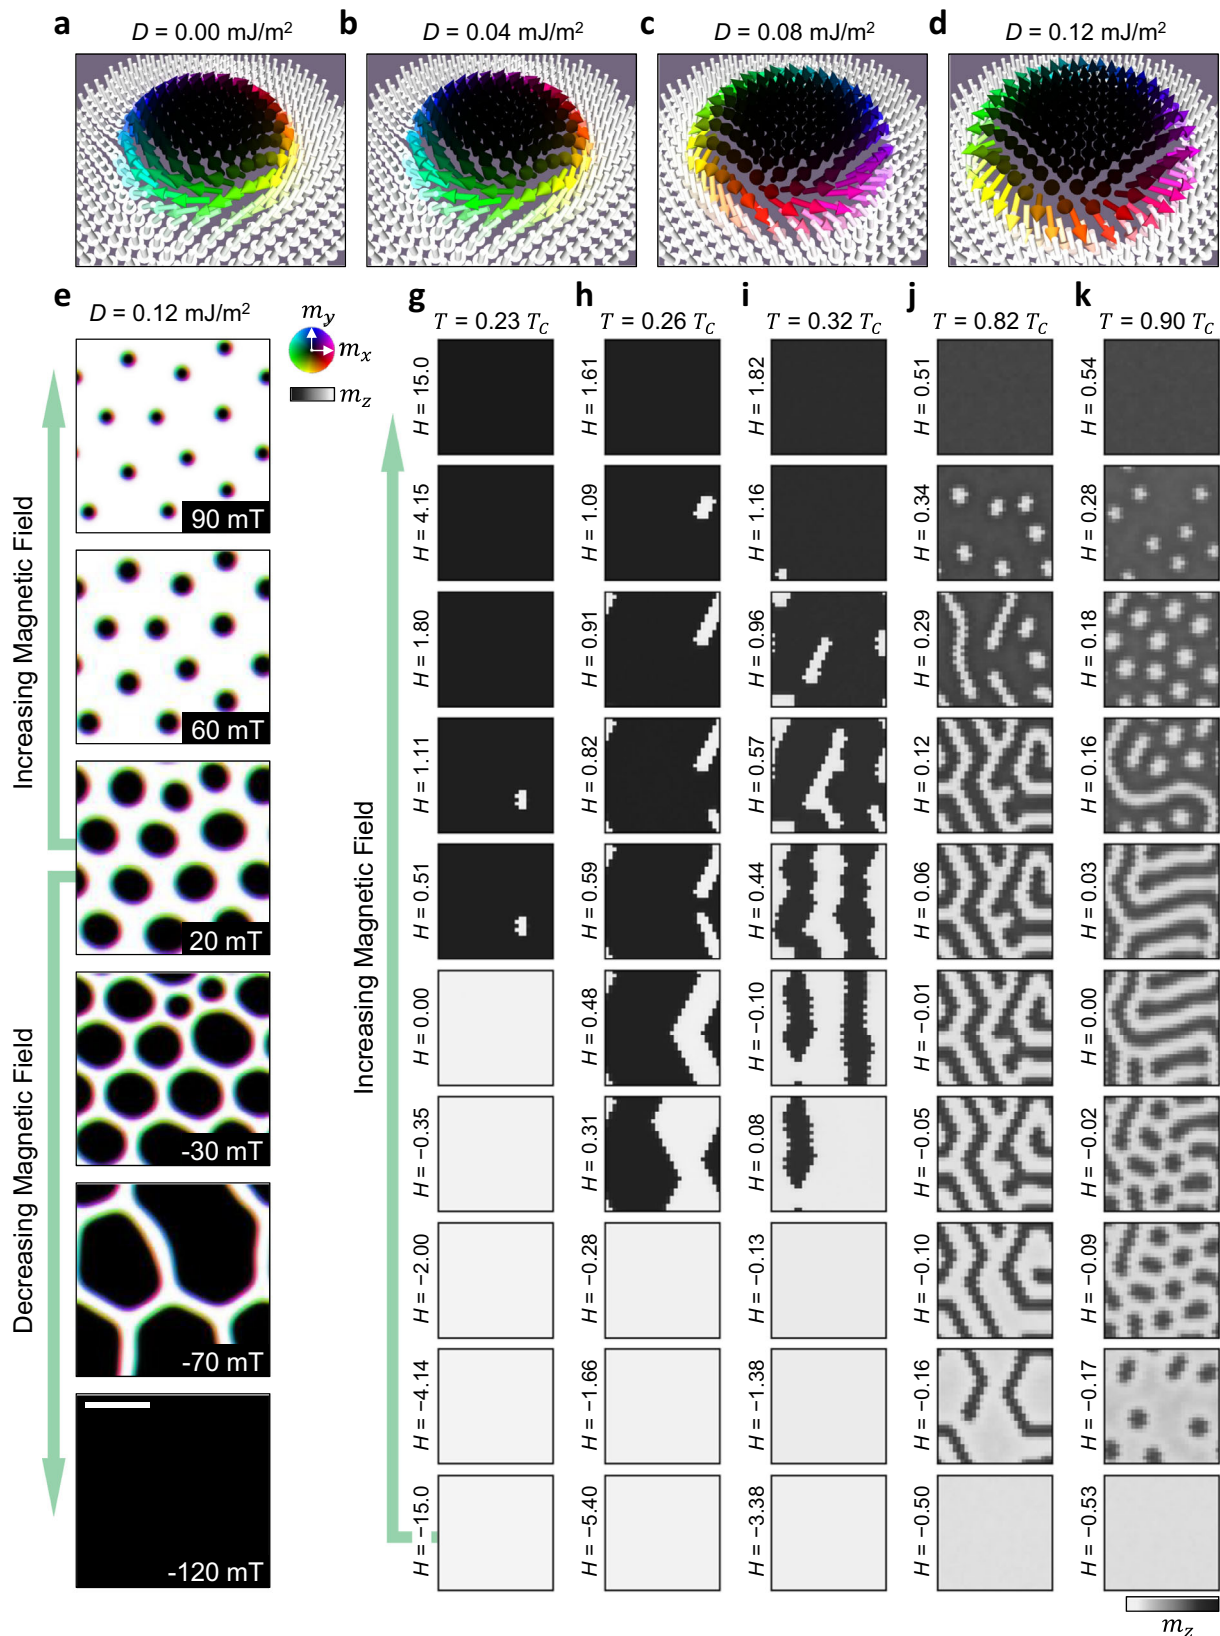 a
D = 0.00 mJ/m²
b
D = 0.04 mJ/m²
c
D = 0.08 mJ/m²
d
D = 0.12 mJ/m²
e
D = 0.12 mJ/m²
m_y
m_x
m_z
Increasing Magnetic Field
Decreasing Magnetic Field
90 mT
60 mT
20 mT
-30 mT
-70 mT
-120 mT
Increasing Magnetic Field
g
T = 0.23 T_C
H = 15.0
H = 4.15
H = 1.80
H = 1.11
H = 0.51
H = 0.00
H = −0.35
H = −2.00
H = −4.14
H = −15.0
h
T = 0.26 T_C
H = 1.61
H = 1.09
H = 0.91
H = 0.82
H = 0.59
H = 0.48
H = 0.31
H = −0.28
H = −1.66
H = −5.40
i
T = 0.32 T_C
H = 1.82
H = 1.16
H = 0.96
H = 0.57
H = 0.44
H = −0.10
H = 0.08
H = −0.13
H = −1.38
H = −3.38
j
T = 0.82 T_C
H = 0.51
H = 0.34
H = 0.29
H = 0.12
H = 0.06
H = −0.01
H = −0.05
H = −0.10
H = −0.16
H = −0.50
k
T = 0.90 T_C
H = 0.54
H = 0.28
H = 0.18
H = 0.16
H = 0.03
H = 0.00
H = −0.02
H = −0.09
H = −0.17
H = −0.53
m_z